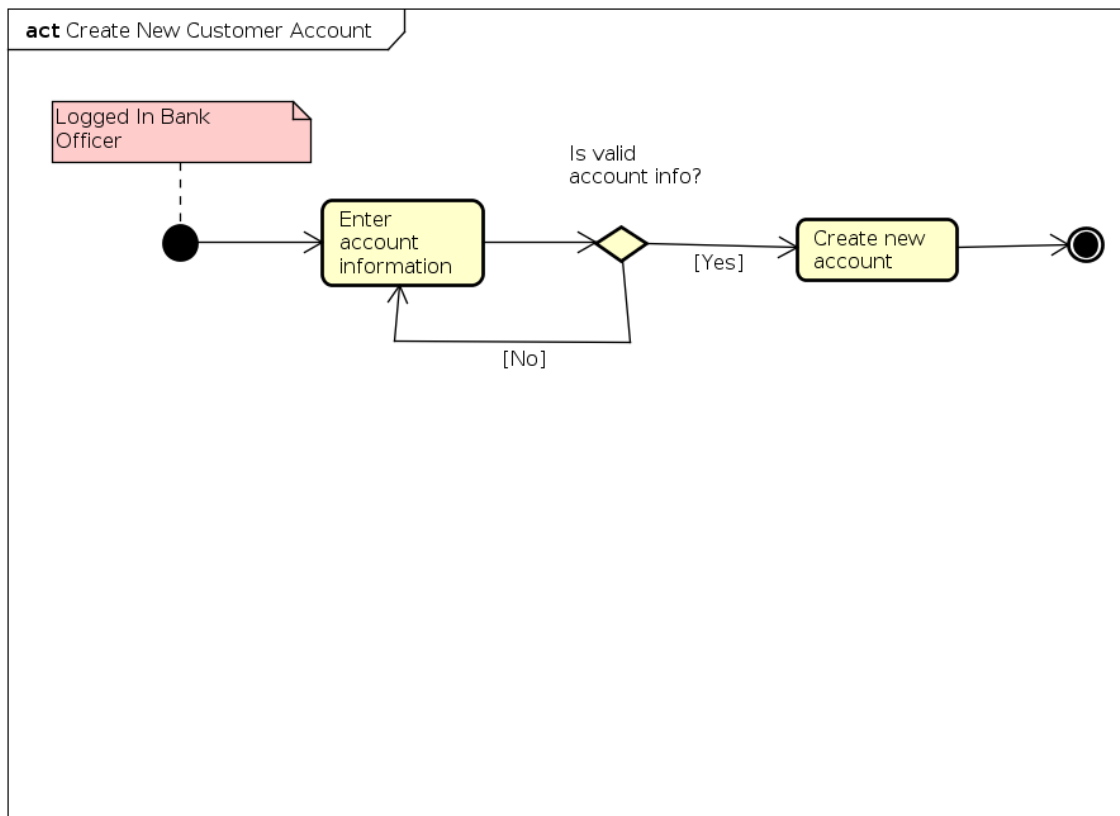 act Create New Customer Account
Logged In Bank
Officer
Is valid
account info?
Enter
account
information
[Yes]
Create new
account
[No]